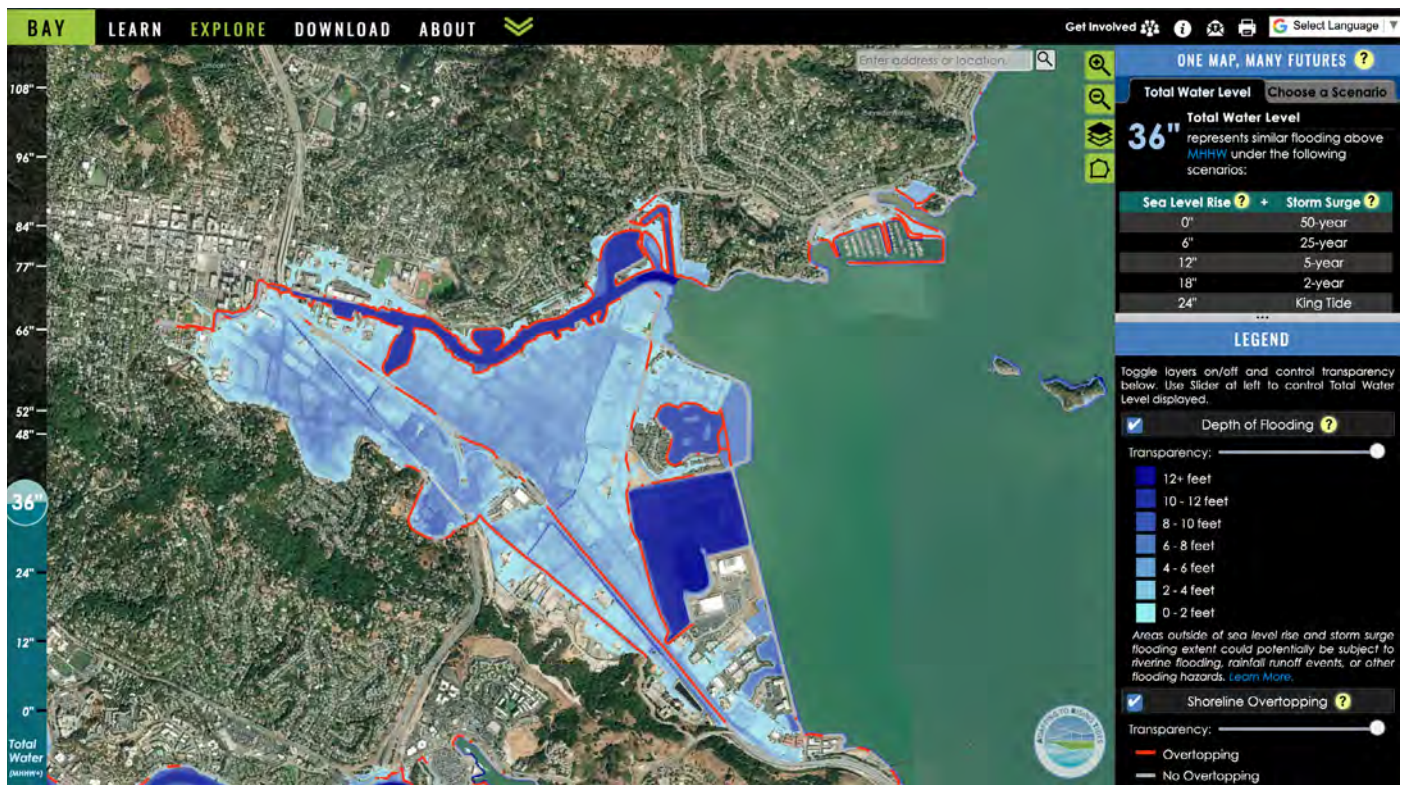 BAY LEARN EXPLORE DOWNLOAD ABOUT
Get Involved
i
Select Language
Enter address or location.
108"
96"
84"
77"
66"
52"
48"
36"
24"
12"
0"
Total
Water
(MHHW+)
ONE MAP, MANY FUTURES ?
Total Water Level Choose a Scenario
36"
Total Water Level
represents similar flooding above
MHHW under the following
scenarios:
Sea Level Rise ? + Storm Surge ?
0" 50-year
6" 25-year
12" 5-year
18" 2-year
24" King Tide
LEGEND
Toggle layers on/off and control transparency
below. Use Slider at left to control Total Water
Level displayed.
Depth of Flooding ?
Transparency:
12+ feet
10 - 12 feet
8 - 10 feet
6 - 8 feet
4 - 6 feet
2 - 4 feet
0 - 2 feet
Areas outside of sea level rise and storm surge
flooding extent could potentially be subject to
riverine flooding, rainfall runoff events, or other
flooding hazards. Learn More.
Shoreline Overtopping ?
Transparency:
Overtopping
No Overtopping
ADAPTING TO RISING TIDES